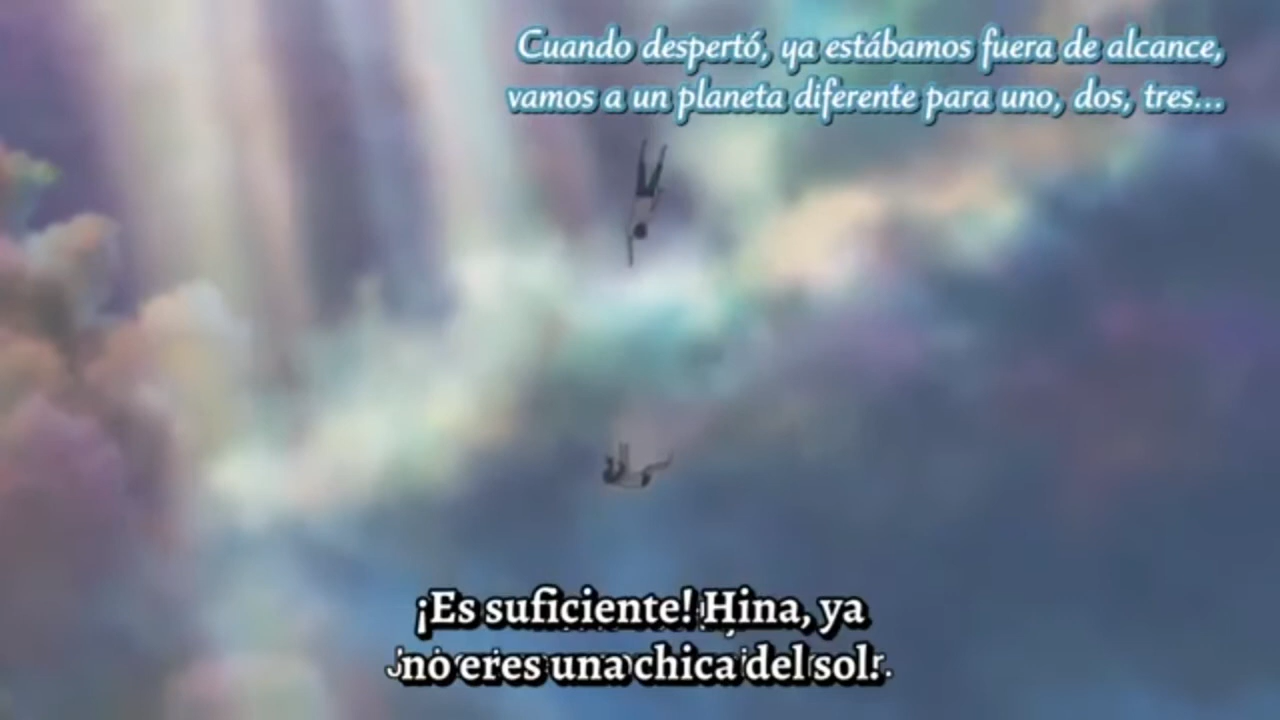 Cuando despertó, ya estábamos fuera de alcance,
vamos a un planeta diferente para uno, dos, tres...
¡Es suficiente! Hina, ya
no eres una chica del sol.